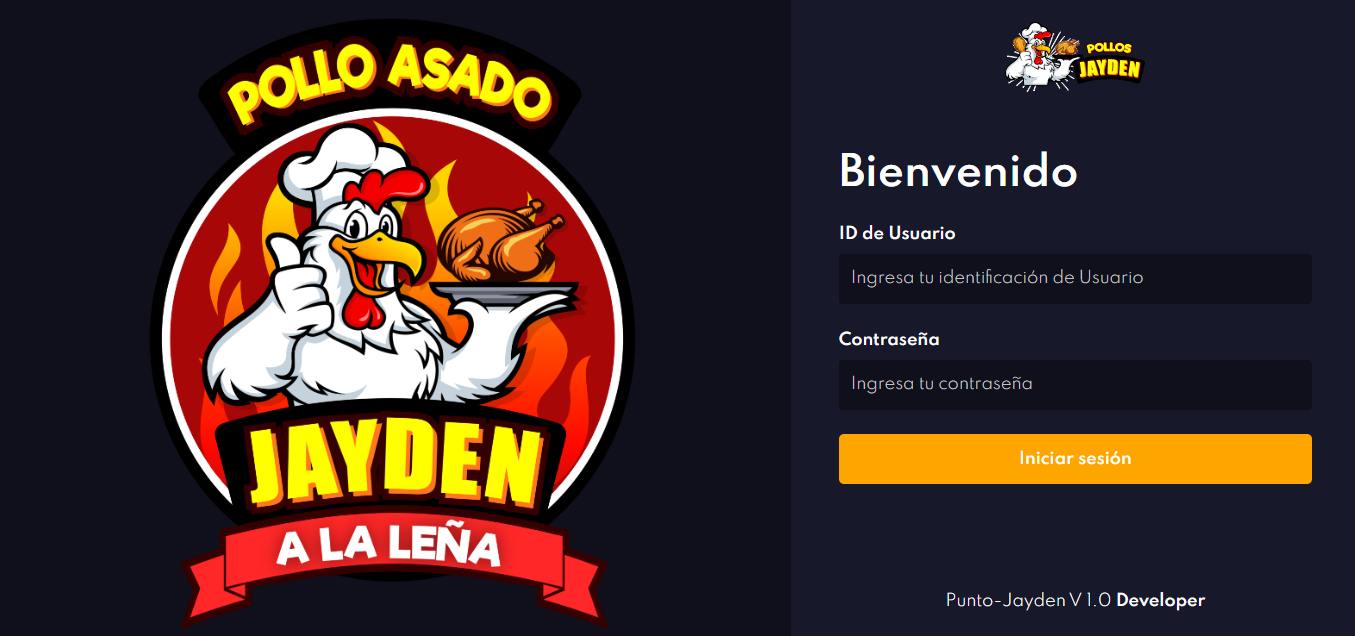 POLLO ASADO
JAYDEN
A LA LEÑA
POLLOS
JAYDEN
Bienvenido
ID de Usuario
Ingresa tu identificación de Usuario
Contraseña
Ingresa tu contraseña
Iniciar sesión
Punto-Jayden V 1.0 Developer